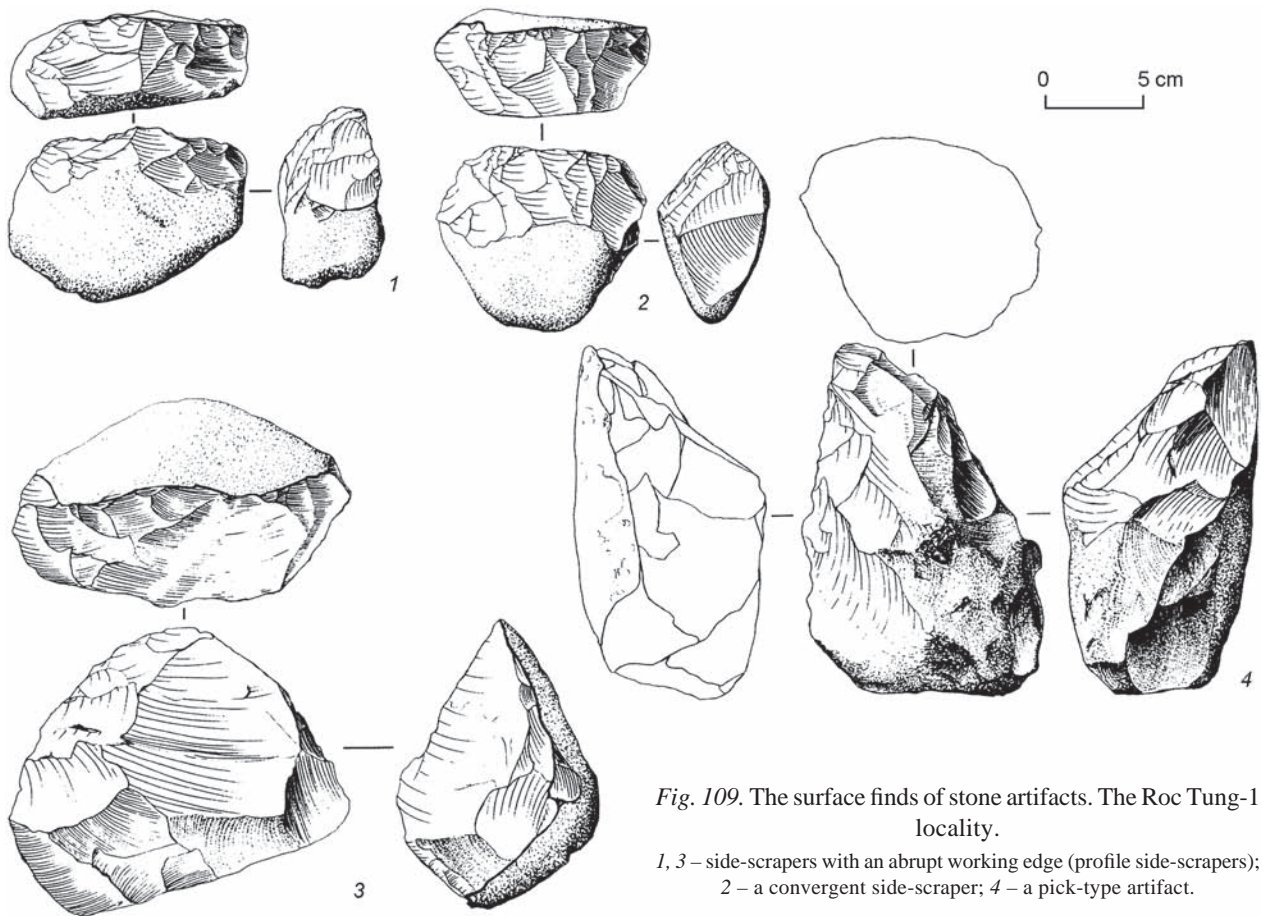 0 5 cm
1
2
3
4
Fig. 109. The surface finds of stone artifacts. The Roc Tung-1
locality.
1, 3 – side-scrapers with an abrupt working edge (profile side-scrapers);
2 – a convergent side-scraper; 4 – a pick-type artifact.